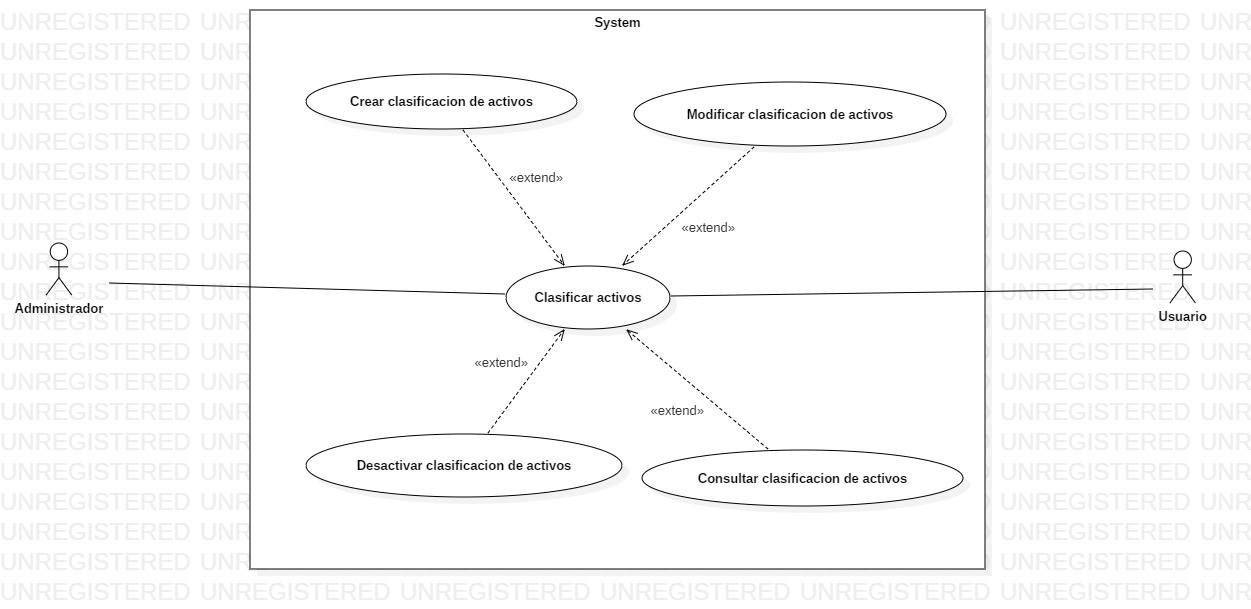 System
Crear clasificacion de activos
Modificar clasificacion de activos
«extend»
«extend»
Clasificar activos
Administrador
Usuario
«extend»
«extend»
Desactivar clasificacion de activos
Consultar clasificacion de activos
UNREGISTERED UNREGISTERED UNREGISTERED UNREGISTERED UNREGISTERED UNREGISTERED UNR